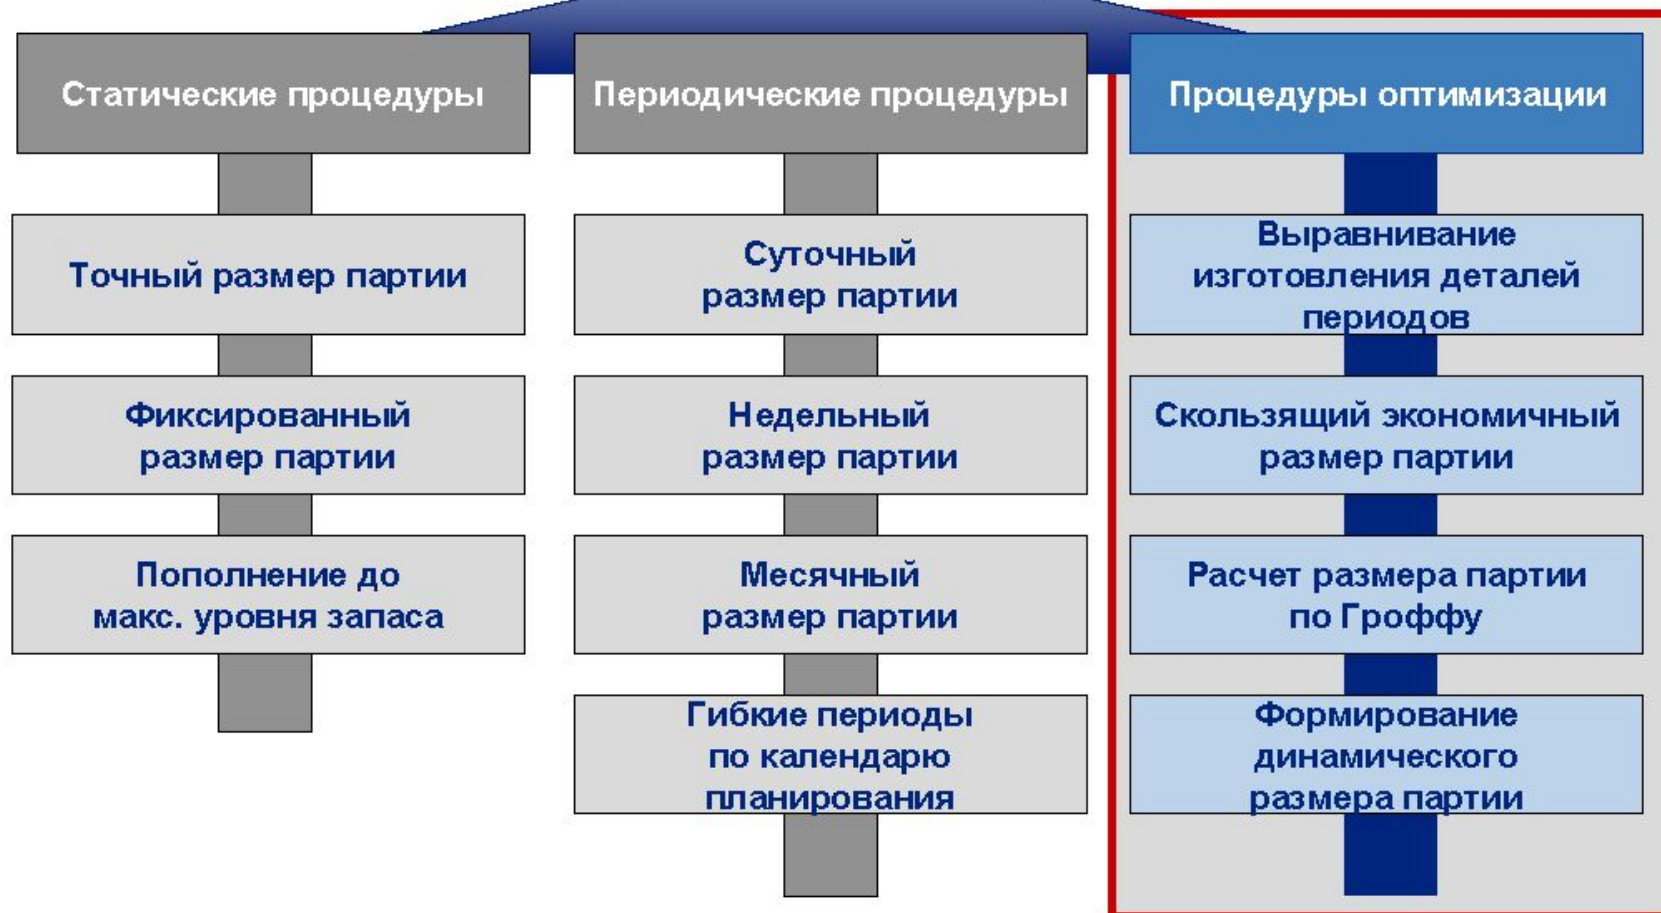 Статические процедуры
Точный размер партии
Фиксированный
размер партии
Пополнение до
макс. уровня запаса
Периодические процедуры
Суточный
размер партии
Недельный
размер партии
Месячный
размер партии
Гибкие периоды
по календарю
планирования
Процедуры оптимизации
Выравнивание
изготовления деталей
периодов
Скользящий экономичный
размер партии
Расчет размера партии
по Гроффу
Формирование
динамического
размера партии